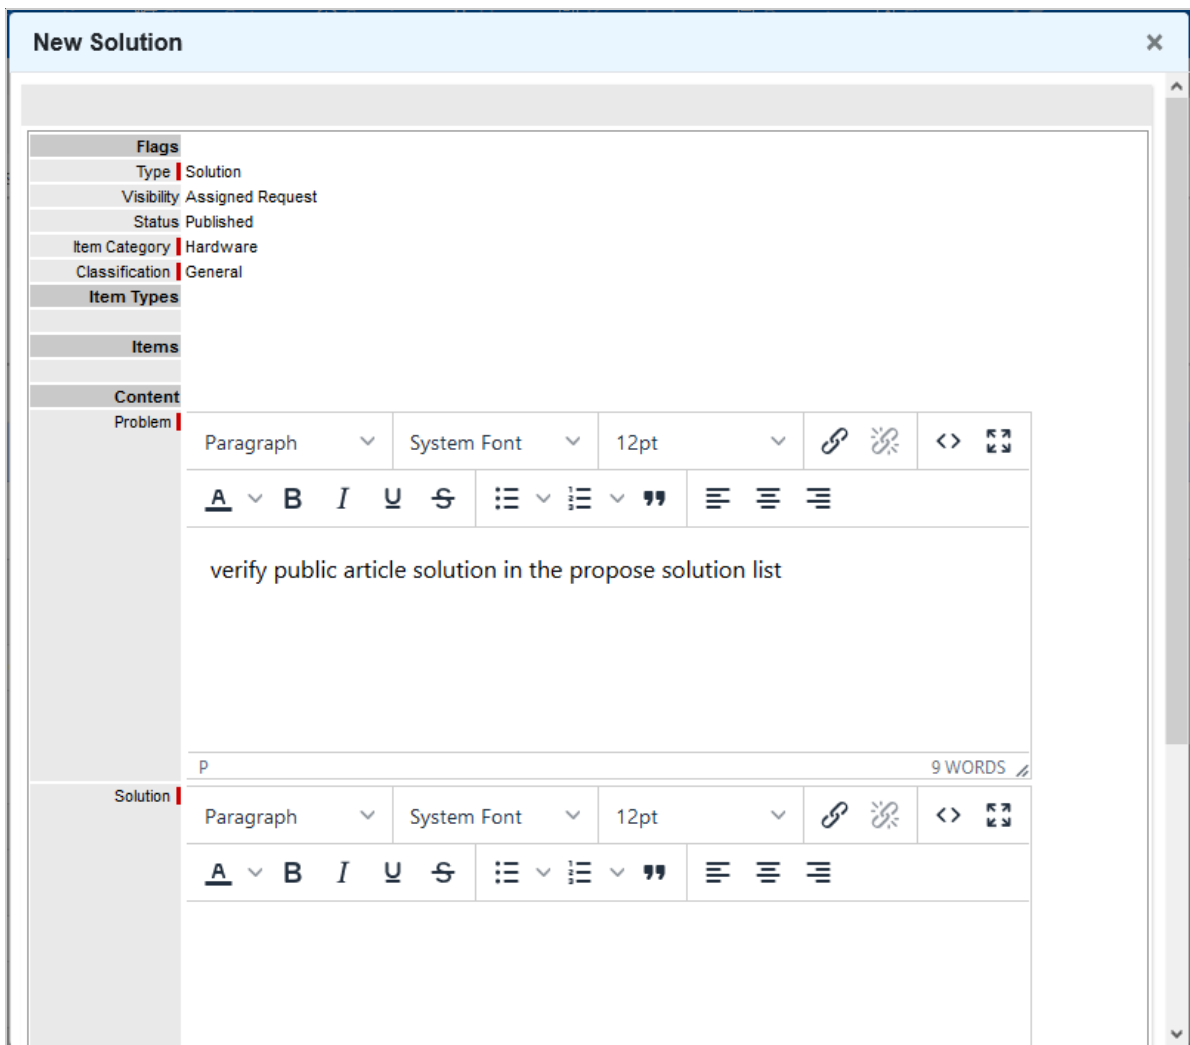 New Solution
Flags
Type Solution
Visibility Assigned Request
Status Published
Item Category Hardware
Classification General
Item Types
Items
Content
Problem
Paragraph System Font 12pt
A B I U S
verify public article solution in the propose solution list
P 9 WORDS
Solution
Paragraph System Font 12pt
A B I U S